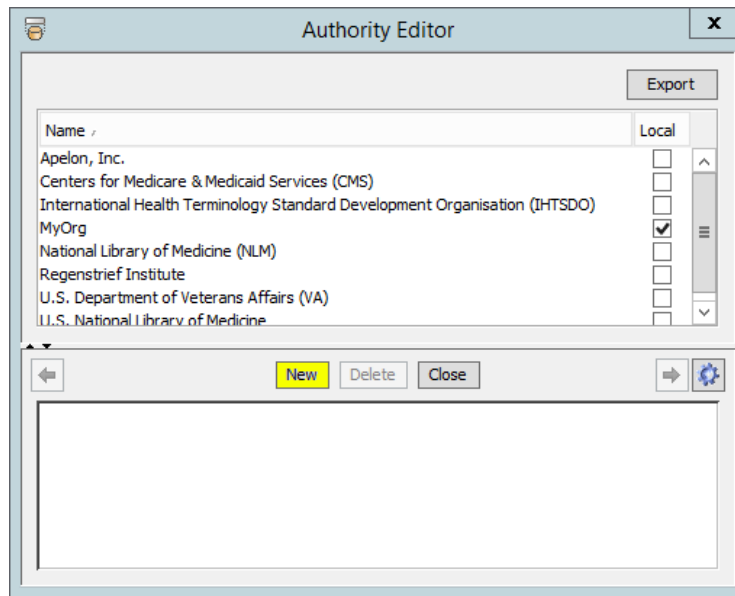 Authority Editor
x
Export
Name Local
Apelon, Inc.
Centers for Medicare & Medicaid Services (CMS)
International Health Terminology Standard Development Organisation (IHTSDO)
MyOrg
National Library of Medicine (NLM)
Regenstrief Institute
U.S. Department of Veterans Affairs (VA)
U.S. National Library of Medicine
New Delete Close